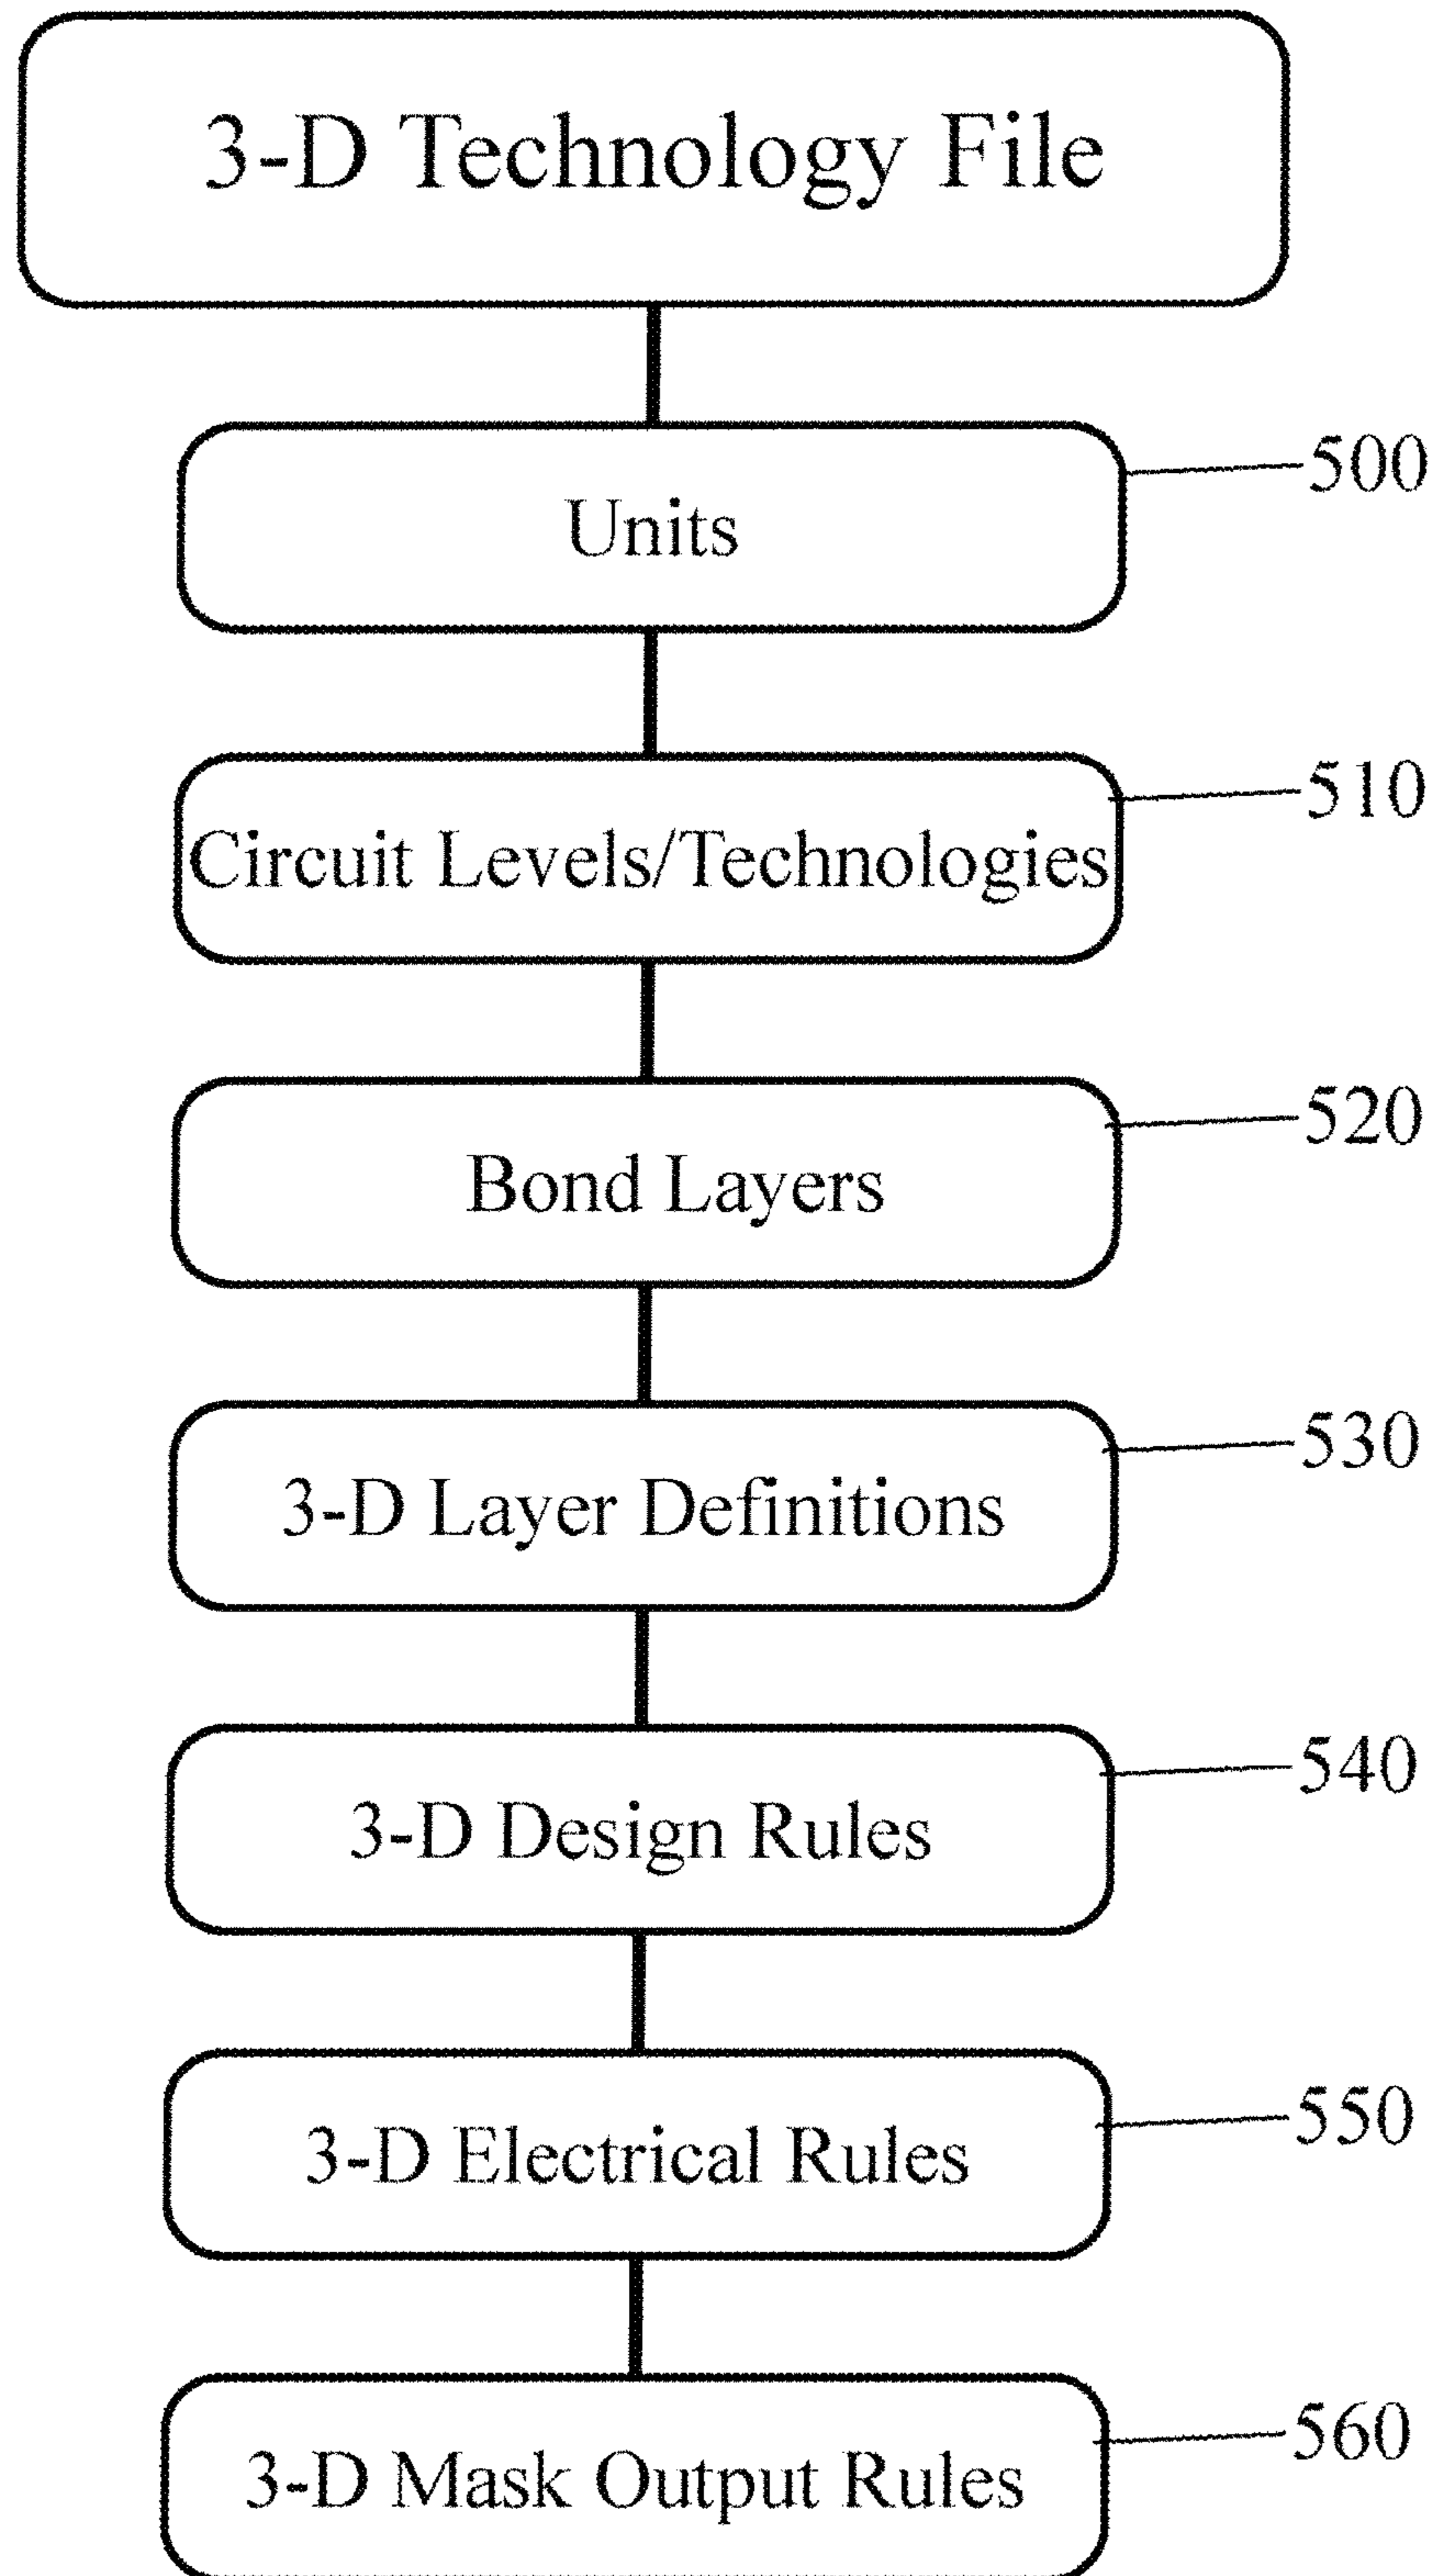 3-D Technology File
Units
500
Circuit Levels/Technologies
510
Bond Layers
520
3-D Layer Definitions
530
3-D Design Rules
540
3-D Electrical Rules
550
3-D Mask Output Rules
560